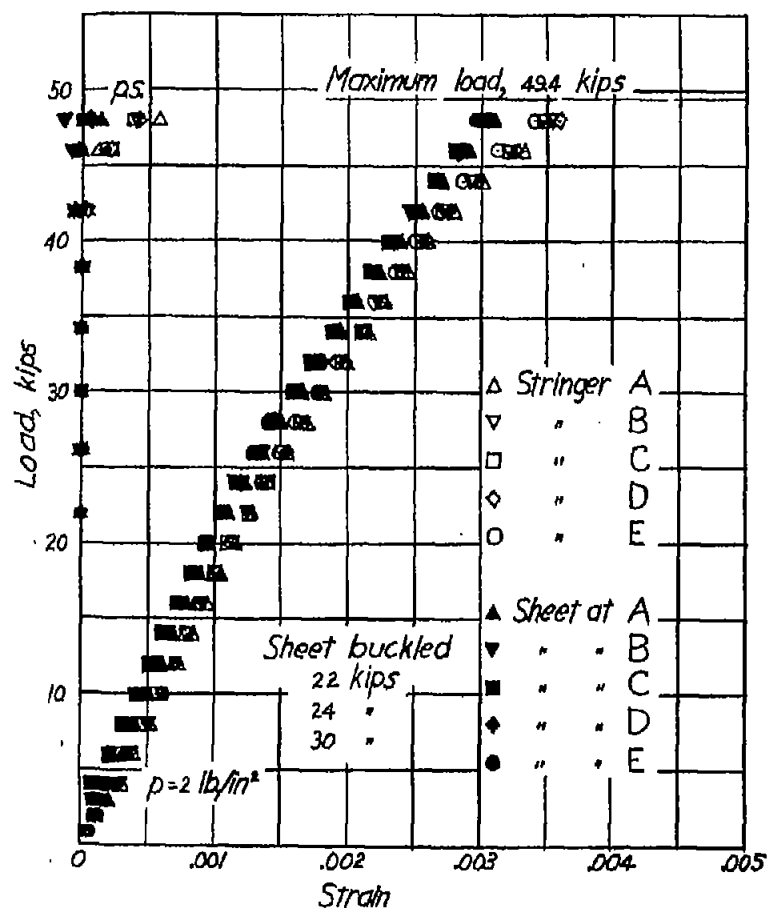 50
p.s.
Maximum load, 49.4 kips
40
30
20
10
0
Load, kips
△ Stringer A
▽ " B
□ " C
◇ " D
○ " E
▲ Sheet at A
▼ " " B
■ " " C
◆ " " D
● " " E
Sheet buckled
22 kips
24 "
30 "
p=2 lb/in²
.001
.002
.003
.004
.005
Strain